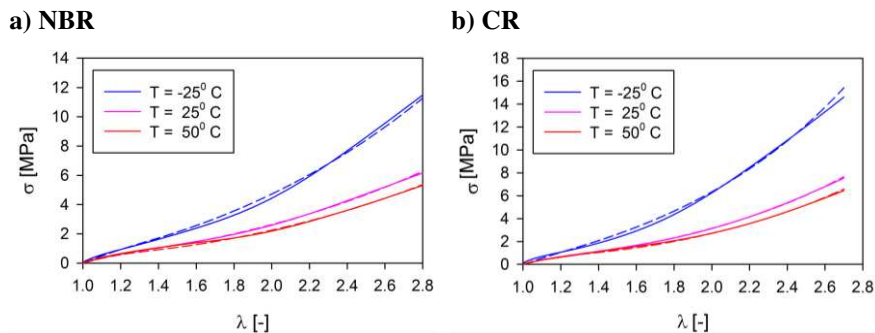 a) NBR
b) CR
14
12
10
8
6
4
2
0
σ [MPa]
T = -25⁰ C
T = 25⁰ C
T = 50⁰ C
1.0 1.2 1.4 1.6 1.8 2.0 2.2 2.4 2.6 2.8
λ [-]
18
16
14
12
10
8
6
4
2
0
σ [MPa]
T = -25⁰ C
T = 25⁰ C
T = 50⁰ C
1.0 1.2 1.4 1.6 1.8 2.0 2.2 2.4 2.6 2.8
λ [-]